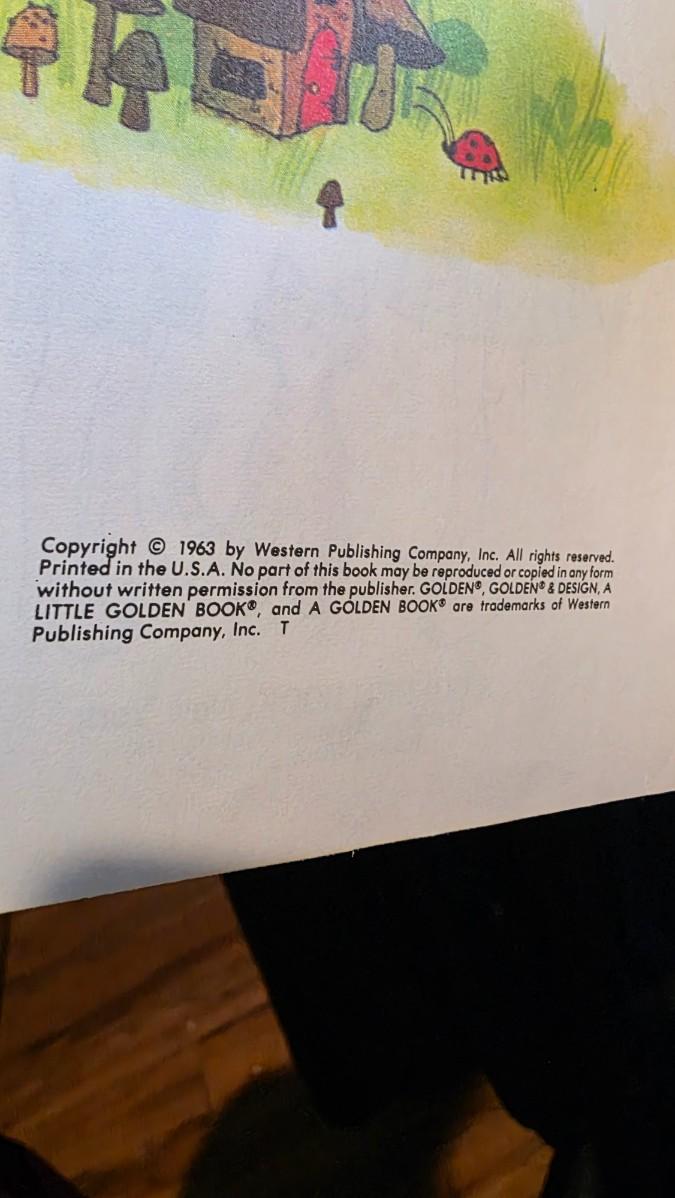 Copyright © 1963 by Western Publishing Company, Inc. All rights reserved.
Printed in the U.S.A. No part of this book may be reproduced or copied in any form
without written permission from the publisher. GOLDEN®, GOLDEN® & DESIGN, A
LITTLE GOLDEN BOOK®, and A GOLDEN BOOK® are trademarks of Western
Publishing Company, Inc. T